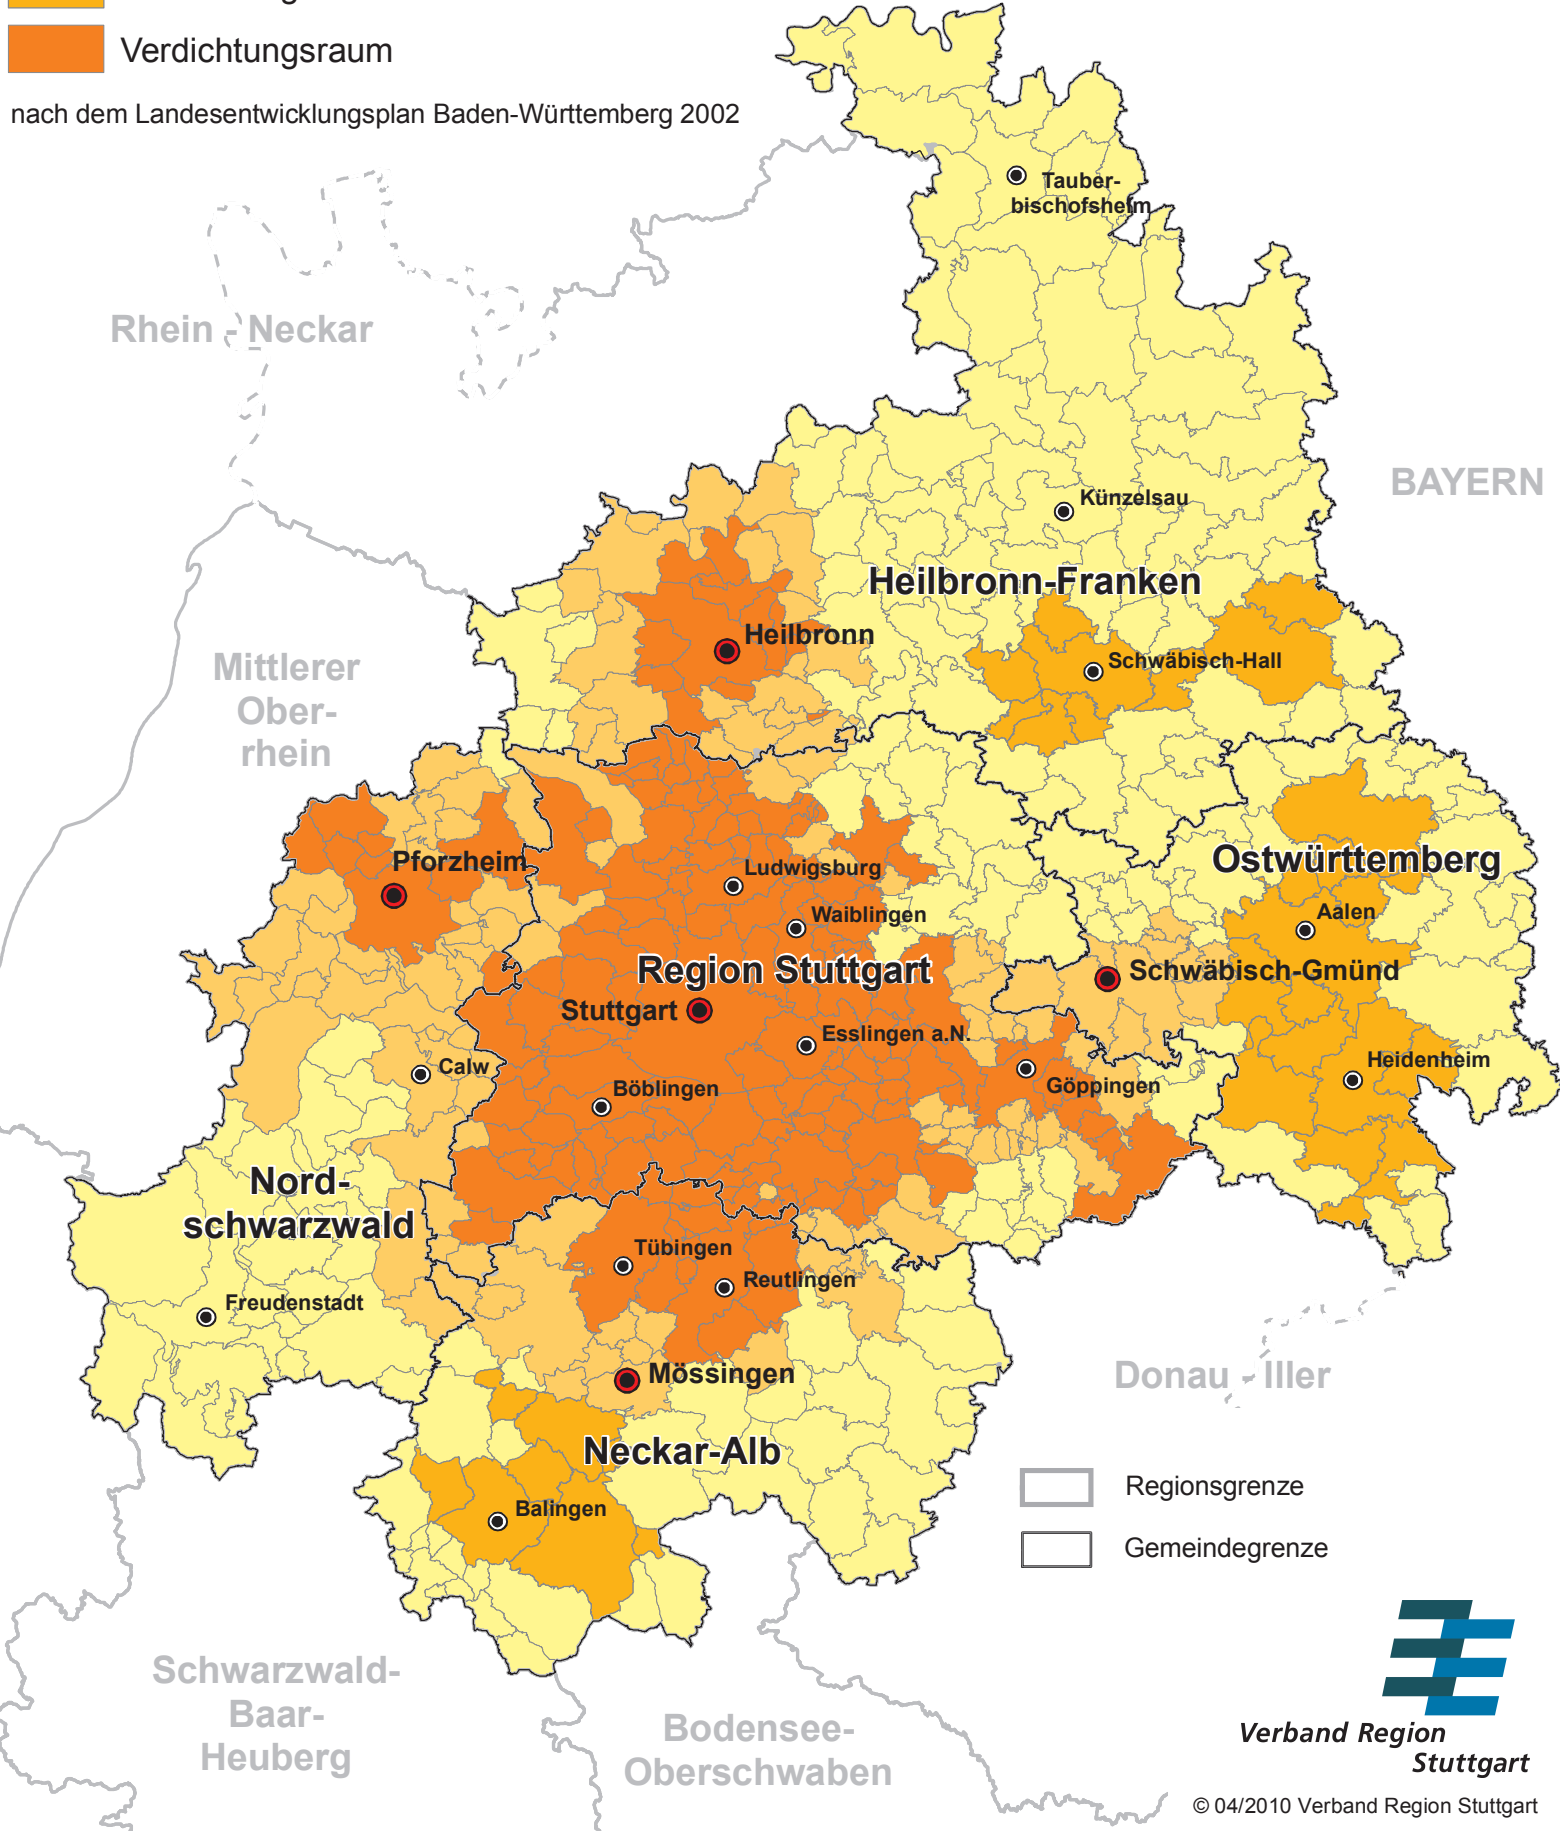 Verdichtungsraum
nach dem Landesentwicklungsplan Baden-Württemberg 2002
Tauber-
bischofsheim
Rhein - Neckar
BAYERN
Künzelsau
Heilbronn-Franken
Heilbronn
Schwäbisch-Hall
Mittlerer
Ober-
rhein
Pforzheim
Ludwigsburg
Ostwürttemberg
Waiblingen
Aalen
Region Stuttgart
Schwäbisch-Gmünd
Stuttgart
Esslingen a.N.
Calw
Heidenheim
Göppingen
Böblingen
Nord-
schwarzwald
Tübingen
Reutlingen
Freudenstadt
Mössingen
Donau - Iller
Neckar-Alb
Balingen
Regionsgrenze
Gemeindegrenze
Schwarzwald-
Baar-
Heuberg
Bodensee-
Oberschwaben
Verband Region
Stuttgart
© 04/2010 Verband Region Stuttgart